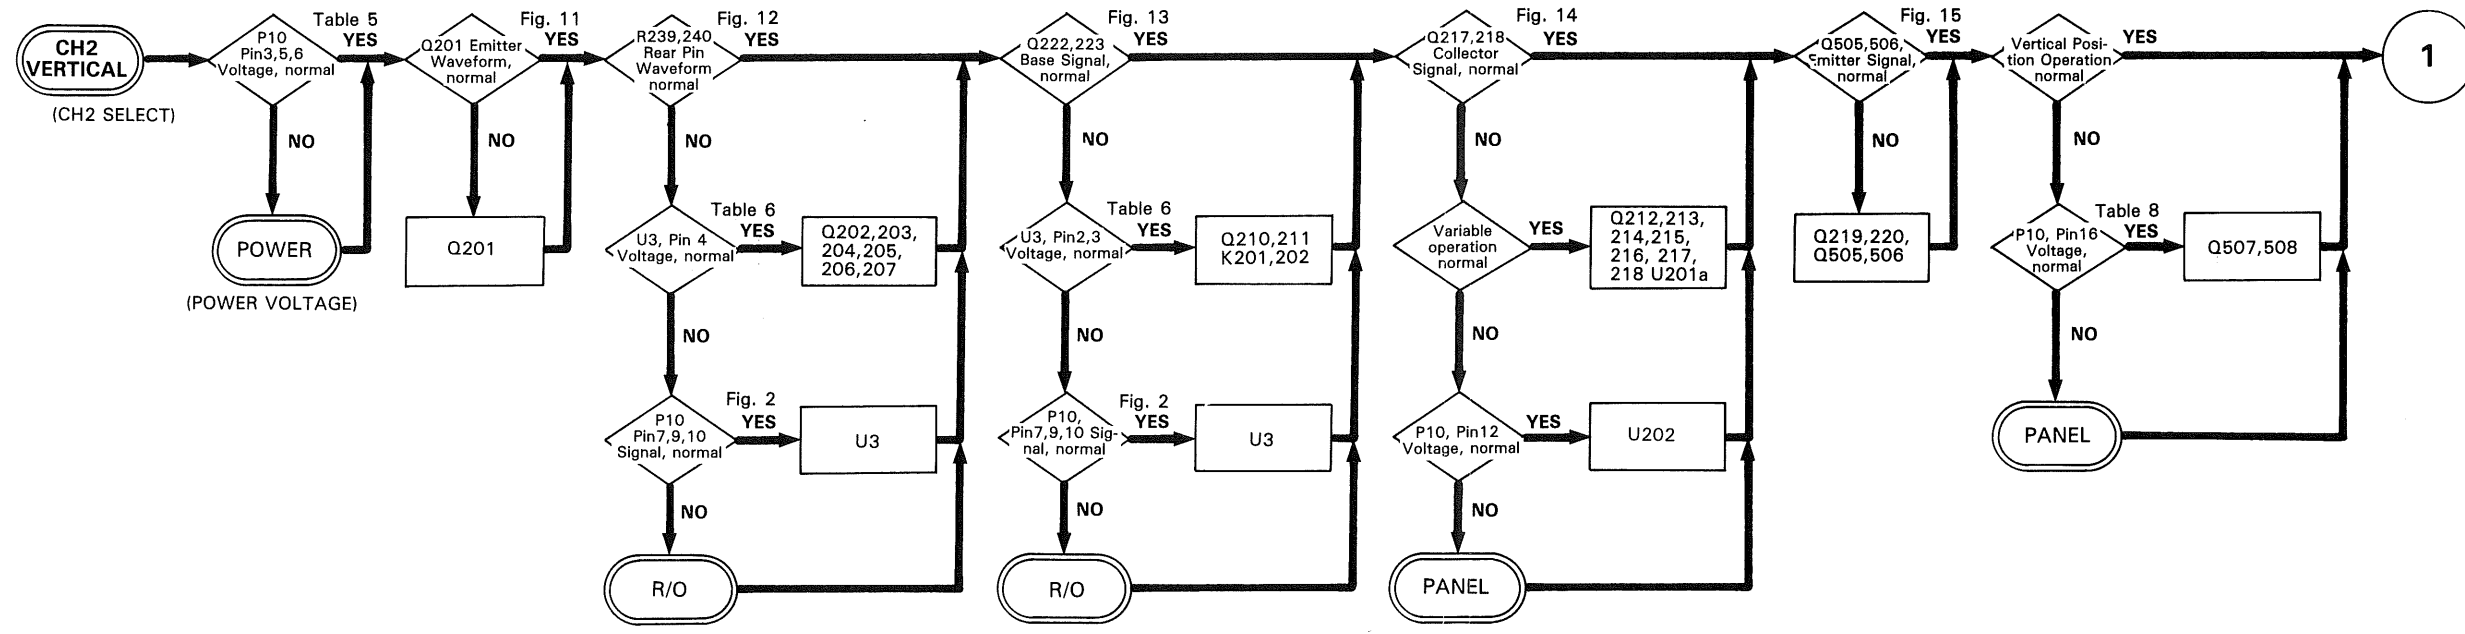 CH2
VERTICAL
(CH2 SELECT)
P10
Pin3,5,6
Voltage, normal
Table 5
YES
NO
POWER
(POWER VOLTAGE)
Q201 Emitter
Waveform,
normal
Fig. 11
YES
NO
Q201
R239,240
Rear Pin
Waveform
normal
Fig. 12
YES
NO
U3, Pin 4
Voltage, normal
Table 6
YES
Q202,203,
204,205,
206,207
NO
P10
Pin7,9,10
Signal, normal
Fig. 2
YES
U3
NO
R/O
Q222,223
Base Signal,
normal
Fig. 13
YES
NO
U3, Pin2,3
Voltage, normal
Table 6
YES
Q210,211
K201,202
NO
P10,
Pin7,9,10 Sig-
nal, normal
Fig. 2
YES
U3
NO
R/O
Q217,218
Collector
Signal, normal
Fig. 14
YES
NO
Variable
operation
normal
YES
Q212,213,
214,215,
216, 217,
218 U201a
NO
P10, Pin12
Voltage, normal
YES
U202
NO
PANEL
Q505,506,
Emitter Signal,
normal
Fig. 15
YES
NO
Q219,220,
Q505,506
Vertical Posi-
tion Operation
normal
YES
NO
P10, Pin16
Voltage,
normal
Table 8
YES
Q507,508
NO
PANEL
1